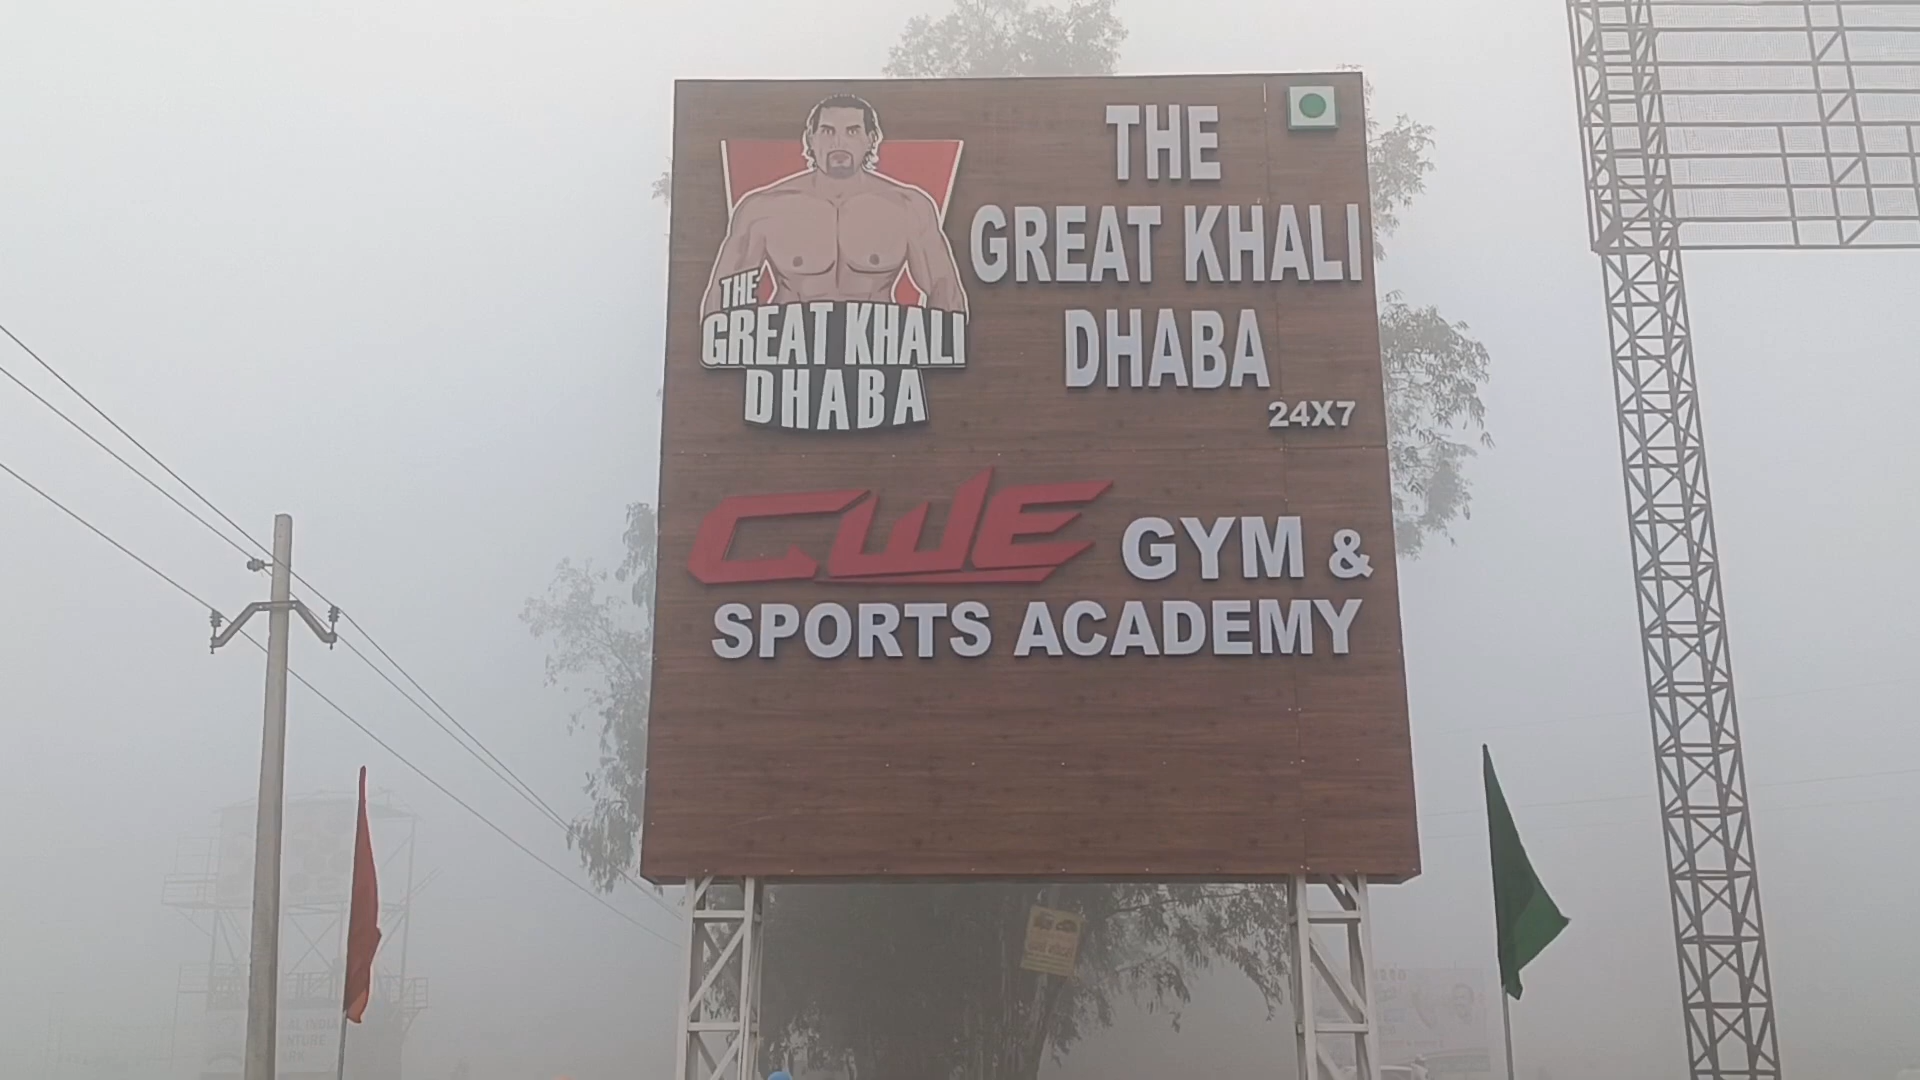 THE
GREAT KHALI
DHABA
THE
GREAT KHALI
DHABA
24X7
CWE GYM &
SPORTS ACADEMY